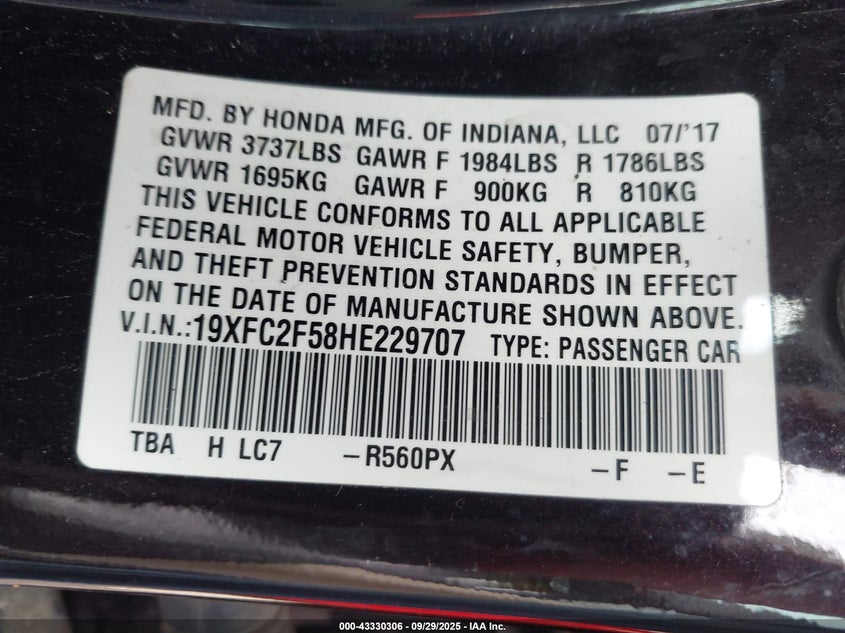 MFD. BY HONDA MFG. OF INDIANA, LLC 07/'17
GVWR 3737LBS GAWR F 1984LBS R 1786LBS
GVWR 1695KG GAWR F 900KG R 810KG
THIS VEHICLE CONFORMS TO ALL APPLICABLE
FEDERAL MOTOR VEHICLE SAFETY, BUMPER,
AND THEFT PREVENTION STANDARDS IN EFFECT
ON THE DATE OF MANUFACTURE SHOWN ABOVE.
V.I.N.:19XFC2F58HE229707 TYPE: PASSENGER CAR
TBA H LC7 –R560PX –F –E
000-43330306 - 09/29/2025 - IAA Inc.